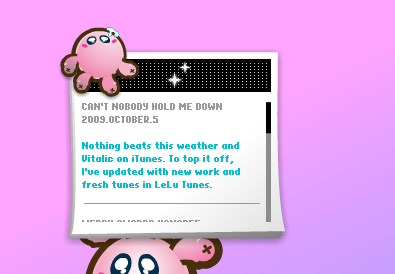 CAN'T NOBODY HOLD ME DOWN
2009.OCTOBER.5
Nothing beats this weather and
Vitalic on iTunes. To top it off,
I've updated with new work and
fresh tunes in LeLu Tunes.